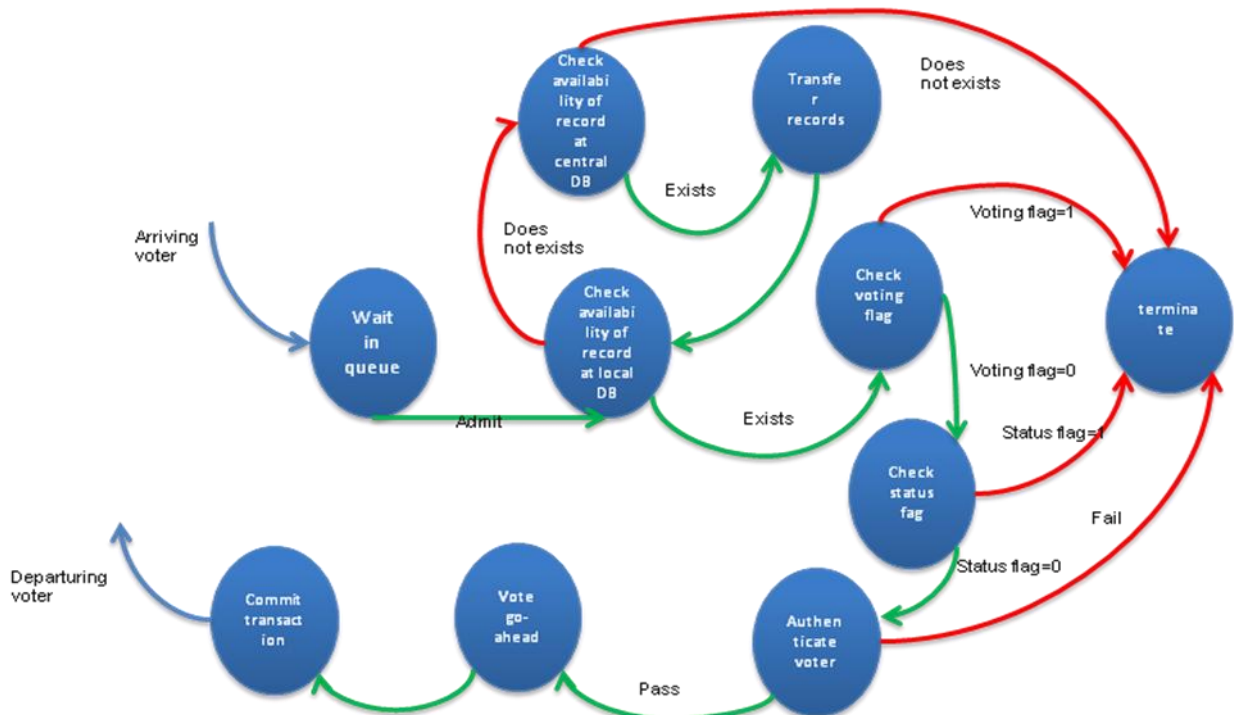 Check
availabi
lity of
record
at
central
DB
Transfe
r
records
Does
not exists
Exists
Arriving
voter
Does
not exists
Voting flag=1
Wait
in
queue
Check
availabi
lity of
record
at local
DB
Check
voting
flag
termina
te
Admit
Exists
Voting flag=0
Status flag=1
Check
status
fag
Fail
Status flag=0
Departuring
voter
Commit
transact
ion
Vote
go-
ahead
Authen
ticate
voter
Pass